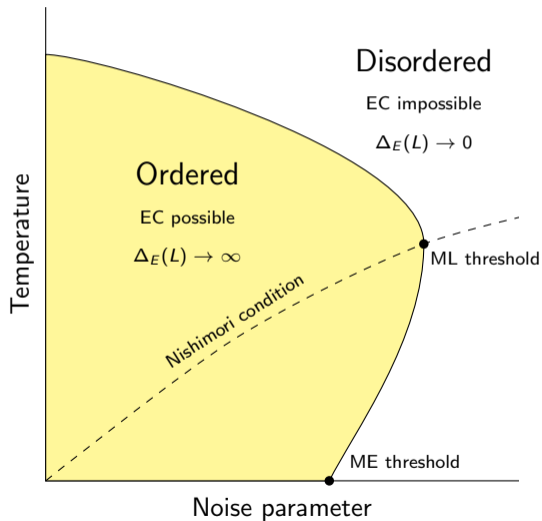 Disordered
EC impossible
Δ_E(L) → 0
Ordered
EC possible
Δ_E(L) → ∞
ML threshold
Nishimori condition
Temperature
ME threshold
Noise parameter